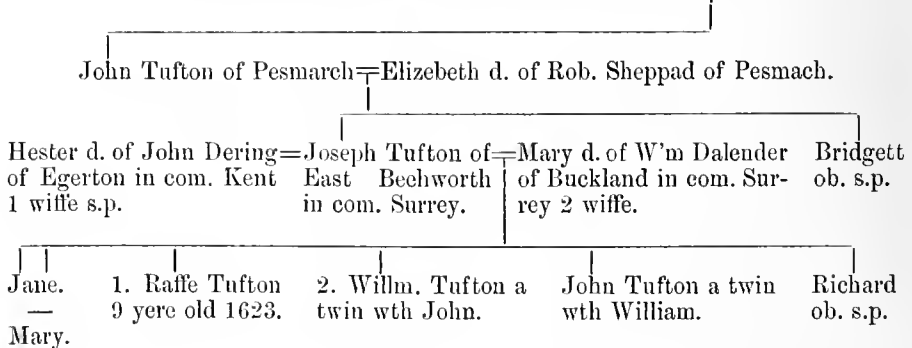 John Tufton of Pesmarch=Elizebeth d. of Rob. Sheppad of Pesmach.
Hester d. of John Dering=
of Egerton in com. Kent
1 wiffe s.p.
Joseph Tufton of=
East Bechworth
in com. Surrey.
Mary d. of W'm Dalender
of Buckland in com. Sur-
rey 2 wiffe.
Bridgett
ob. s.p.
Jane.
—
Mary.
1. Raffe Tufton
9 yere old 1623.
2. Willm. Tufton a
twin wth John.
John Tufton a twin
wth William.
Richard
ob. s.p.